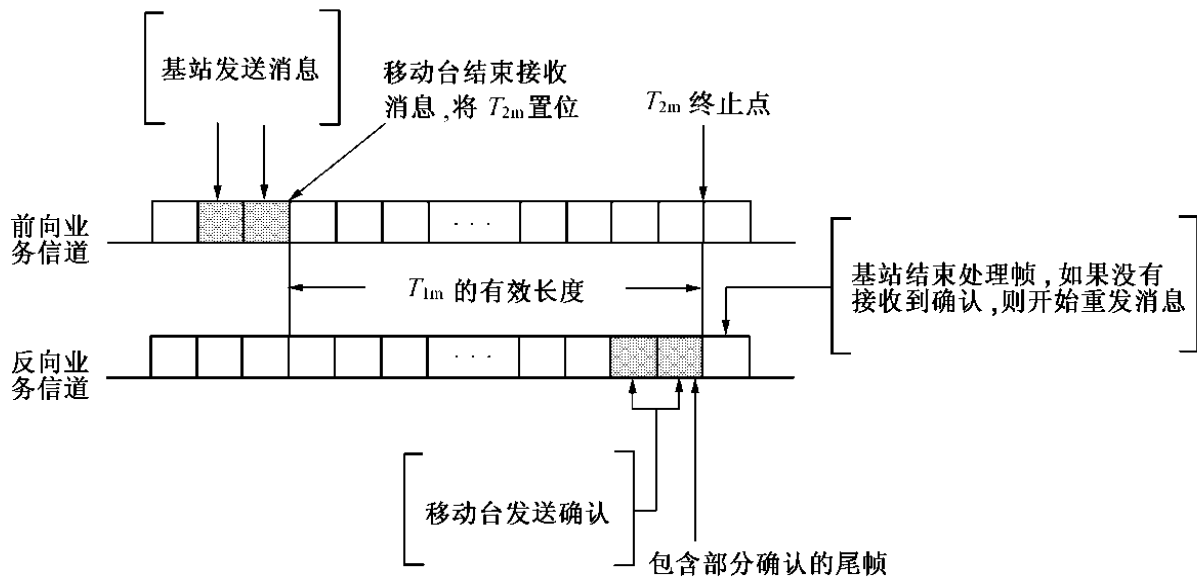 基站发送消息
移动台结束接收
消息,将 T2m 置位
T2m 终止点
前向业
务信道
. . .
T1m 的有效长度
基站结束处理帧,如果没有
接收到确认,则开始重发消息
反向业
务信道
. . .
移动台发送确认
包含部分确认的尾帧